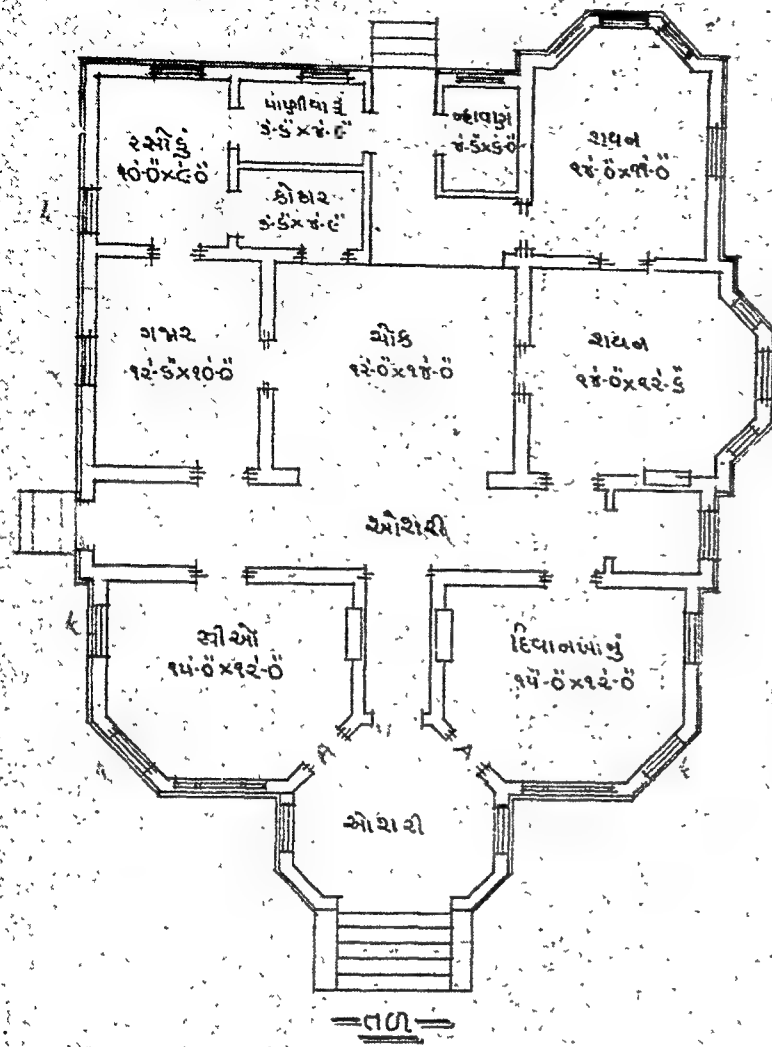 પાણીયારૂં
૬'-૬"×૪'-૯"
ન્હાવણ
૪'-૬"×૬'-૦"
રસોડું
૧૦'-૦"×૯'-૦"
શયન
૧૪'-૦"×૧૧'-૦"
કોઠાર
૬'-૬"×૪'-૯"
ગજાર
૧૨'-૬"×૧૦'-૦"
ચોક
૧૨'-૦"×૧૪'-૦"
શયન
૧૪'-૦"×૧૨'-૬"
ઓશરી
સ્ત્રીઓ
૧૫'-૦"×૧૨'-૦"
દિવાનખાનું
૧૫'-૦"×૧૨'-૦"
A
A
ઓશરી
તળ